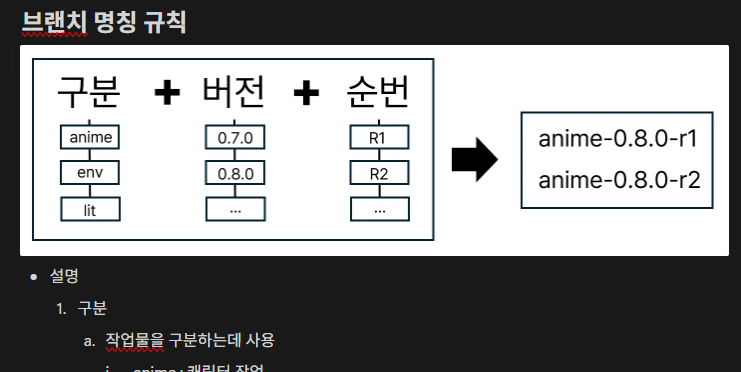 브랜치 명칭 규칙
구분 + 버전 + 순번
anime 0.7.0 R1
env 0.8.0 R2
lit ... ...
anime-0.8.0-r1
anime-0.8.0-r2
설명
1. 구분
a. 작업물을 구분하는데 사용
i. anime : 캐릭터 작업